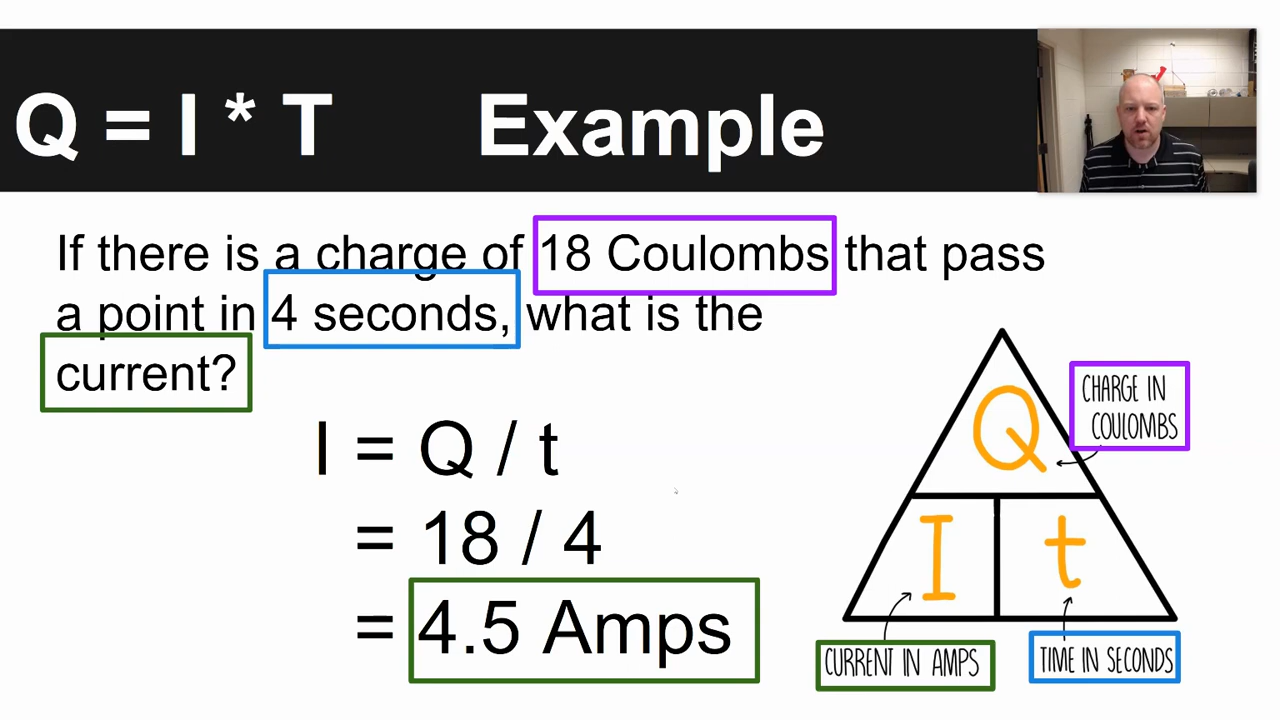 Q = I * T Example
If there is a charge of 18 Coulombs that pass
a point in 4 seconds, what is the
current?
I = Q / t
= 18 / 4
= 4.5 Amps
Q
CHARGE IN
COULOMBS
I t
CURRENT IN AMPS
TIME IN SECONDS